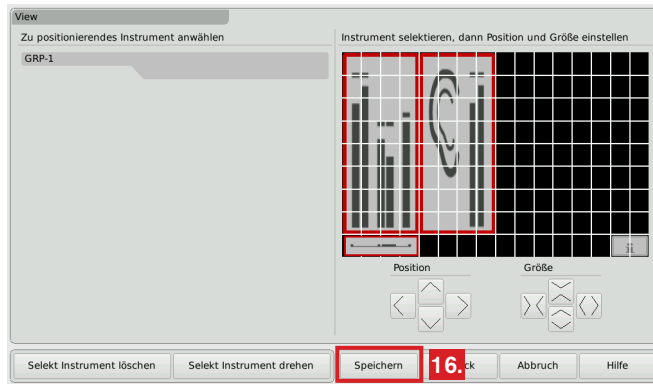 View
Zu positionierendes Instrument anwählen
Instrument selektieren, dann Position und Größe einstellen
GRP-1
Position
Größe
Selekt Instrument löschen
Selekt Instrument drehen
Speichern
16.
ck
Abbruch
Hilfe